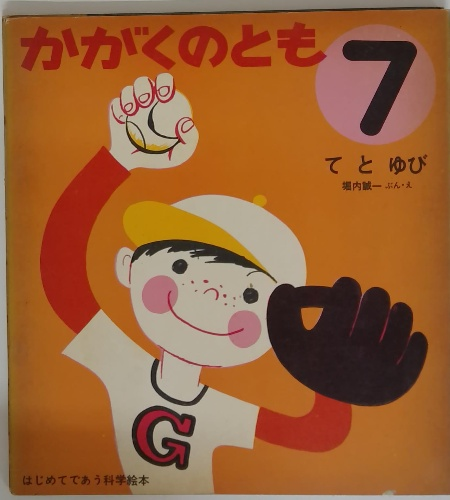 かがくのとも
7
て と ゆび
堀内誠一 ぶん・え
G
はじめてであう科学絵本